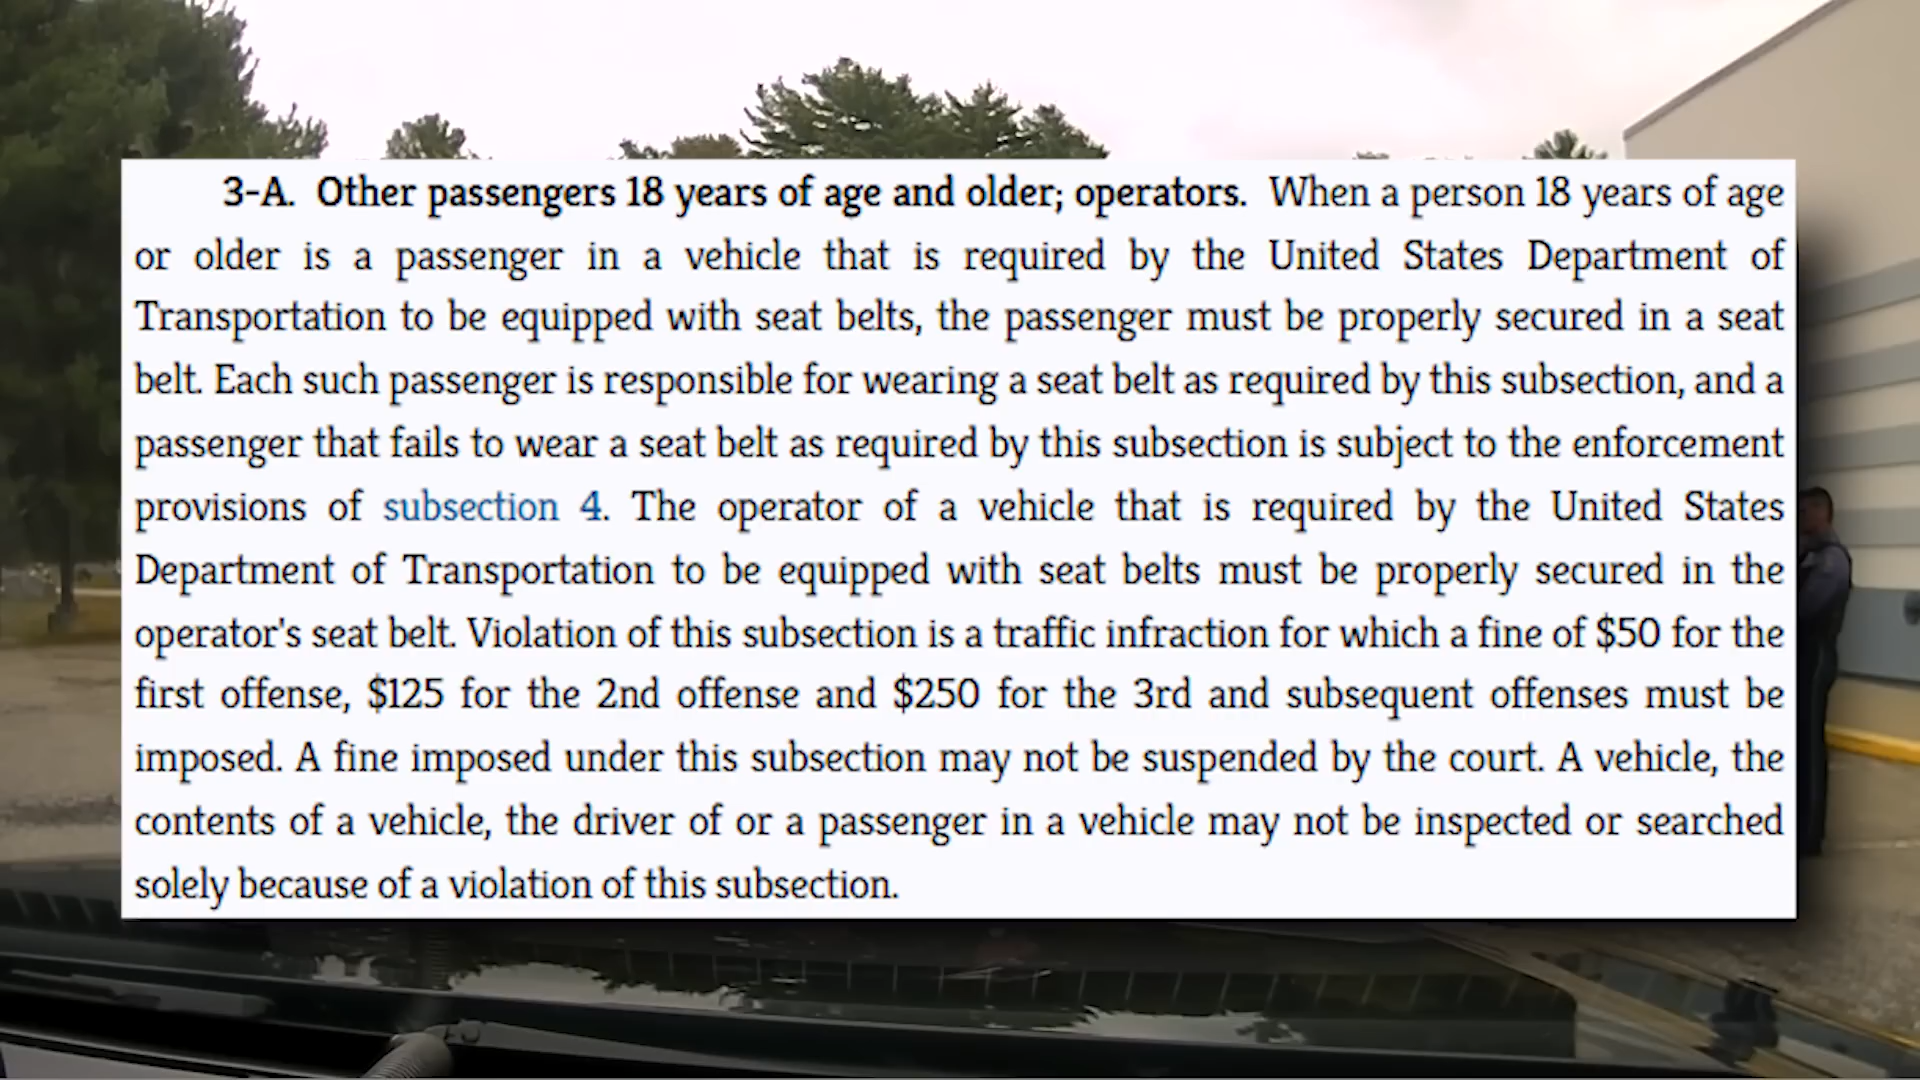 3-A. Other passengers 18 years of age and older; operators. When a person 18 years of age
or older is a passenger in a vehicle that is required by the United States Department of
Transportation to be equipped with seat belts, the passenger must be properly secured in a seat
belt. Each such passenger is responsible for wearing a seat belt as required by this subsection, and a
passenger that fails to wear a seat belt as required by this subsection is subject to the enforcement
provisions of subsection 4. The operator of a vehicle that is required by the United States
Department of Transportation to be equipped with seat belts must be properly secured in the
operator's seat belt. Violation of this subsection is a traffic infraction for which a fine of $50 for the
first offense, $125 for the 2nd offense and $250 for the 3rd and subsequent offenses must be
imposed. A fine imposed under this subsection may not be suspended by the court. A vehicle, the
contents of a vehicle, the driver of or a passenger in a vehicle may not be inspected or searched
solely because of a violation of this subsection.